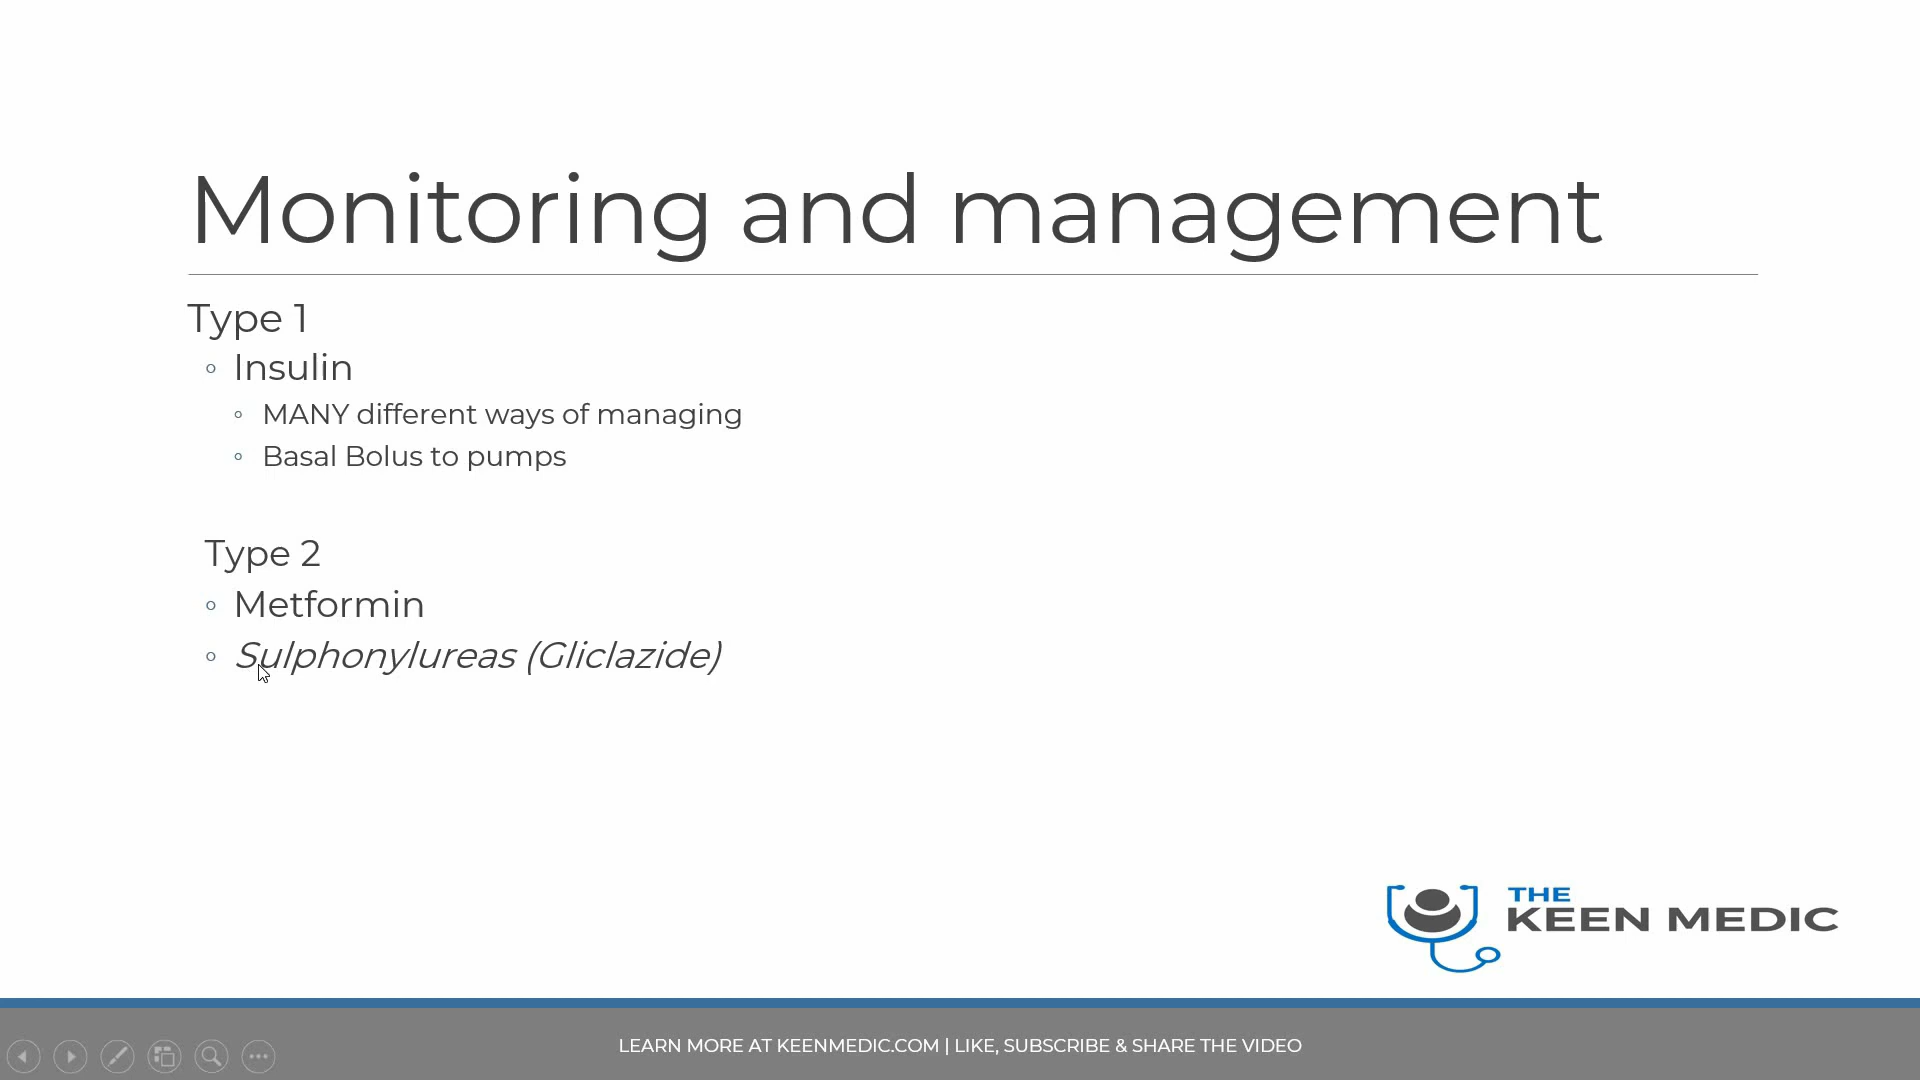 Monitoring and management
Type 1
Insulin
MANY different ways of managing
Basal Bolus to pumps
Type 2
Metformin
Sulphonylureas (Gliclazide)
THE
KEEN MEDIC
LEARN MORE AT KEENMEDIC.COM | LIKE, SUBSCRIBE & SHARE THE VIDEO